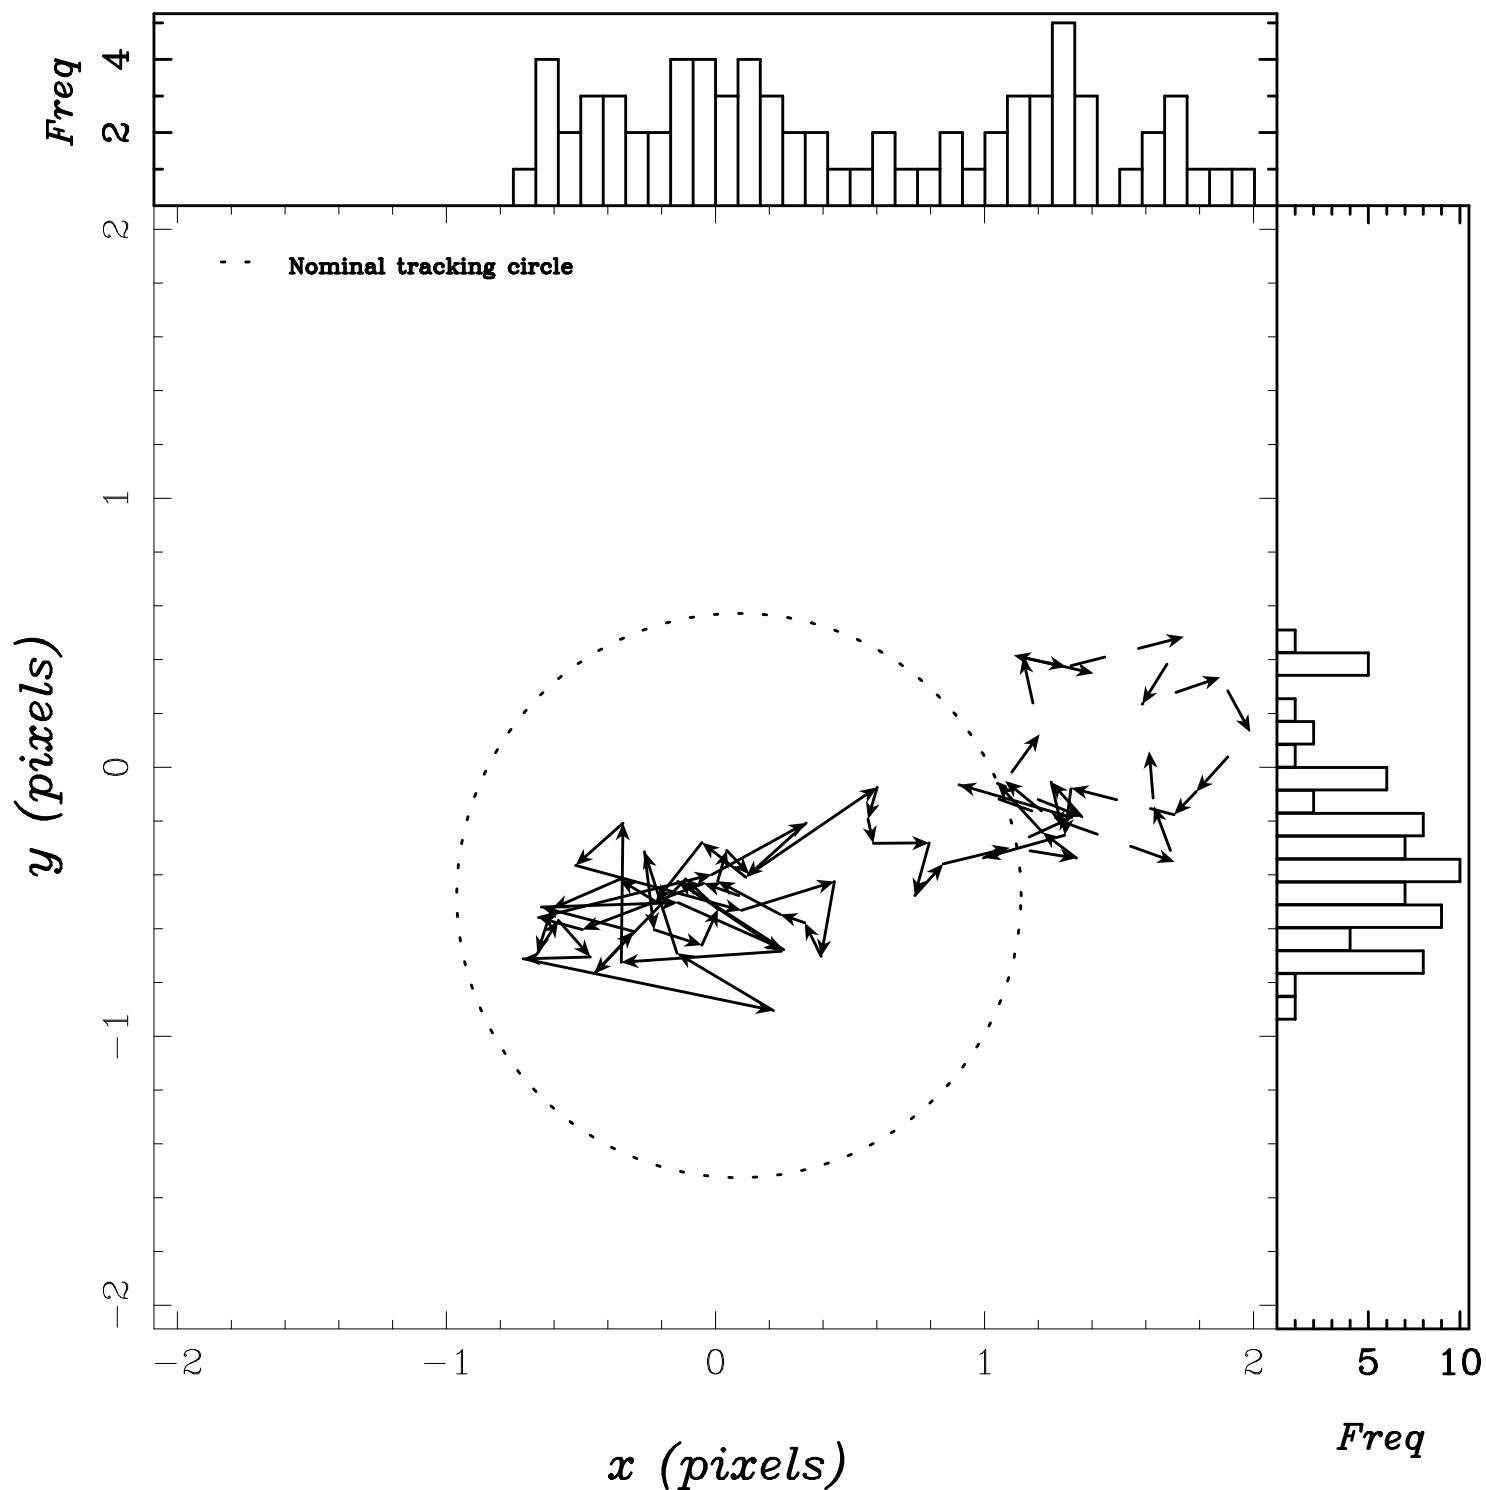 Freq
4
2
Nominal tracking circle
2
1
0
−1
−2
y (pixels)
−2 −1 0 1 2
x (pixels)
5 10
Freq